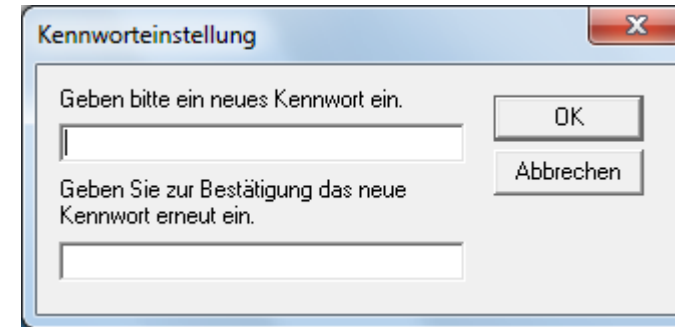 Kennworteinstellung
Geben bitte ein neues Kennwort ein.
OK
Abbrechen
Geben Sie zur Bestätigung das neue
Kennwort erneut ein.